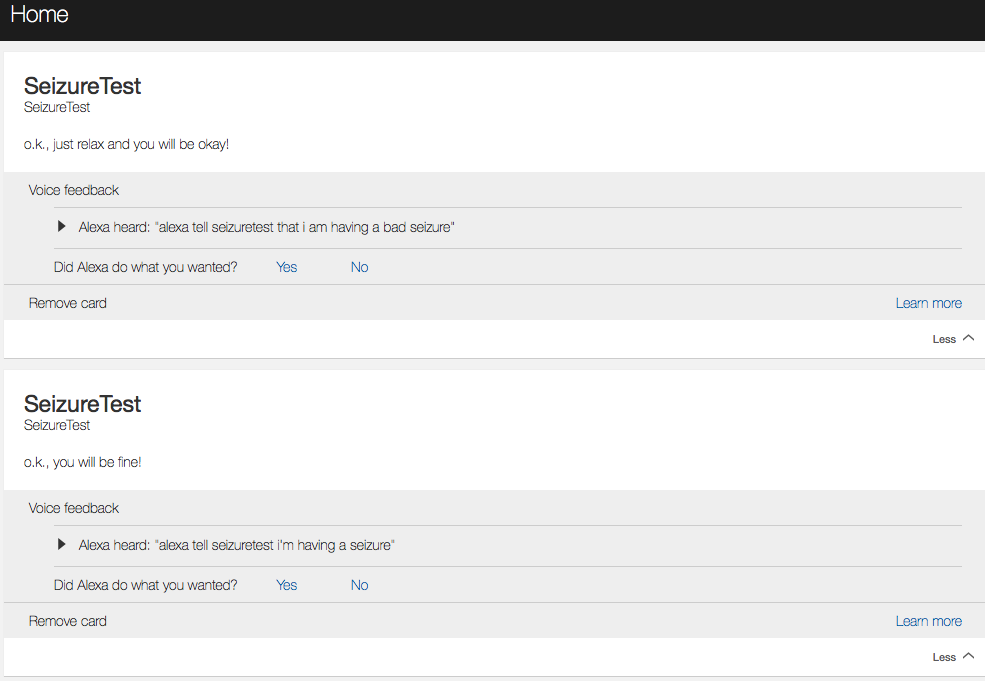 Home
SeizureTest
SeizureTest
o.k., just relax and you will be okay!
Voice feedback
Alexa heard: "alexa tell seizuretest that i am having a bad seizure"
Did Alexa do what you wanted? Yes No
Remove card Learn more
Less
SeizureTest
SeizureTest
o.k., you will be fine!
Voice feedback
Alexa heard: "alexa tell seizuretest i'm having a seizure"
Did Alexa do what you wanted? Yes No
Remove card Learn more
Less